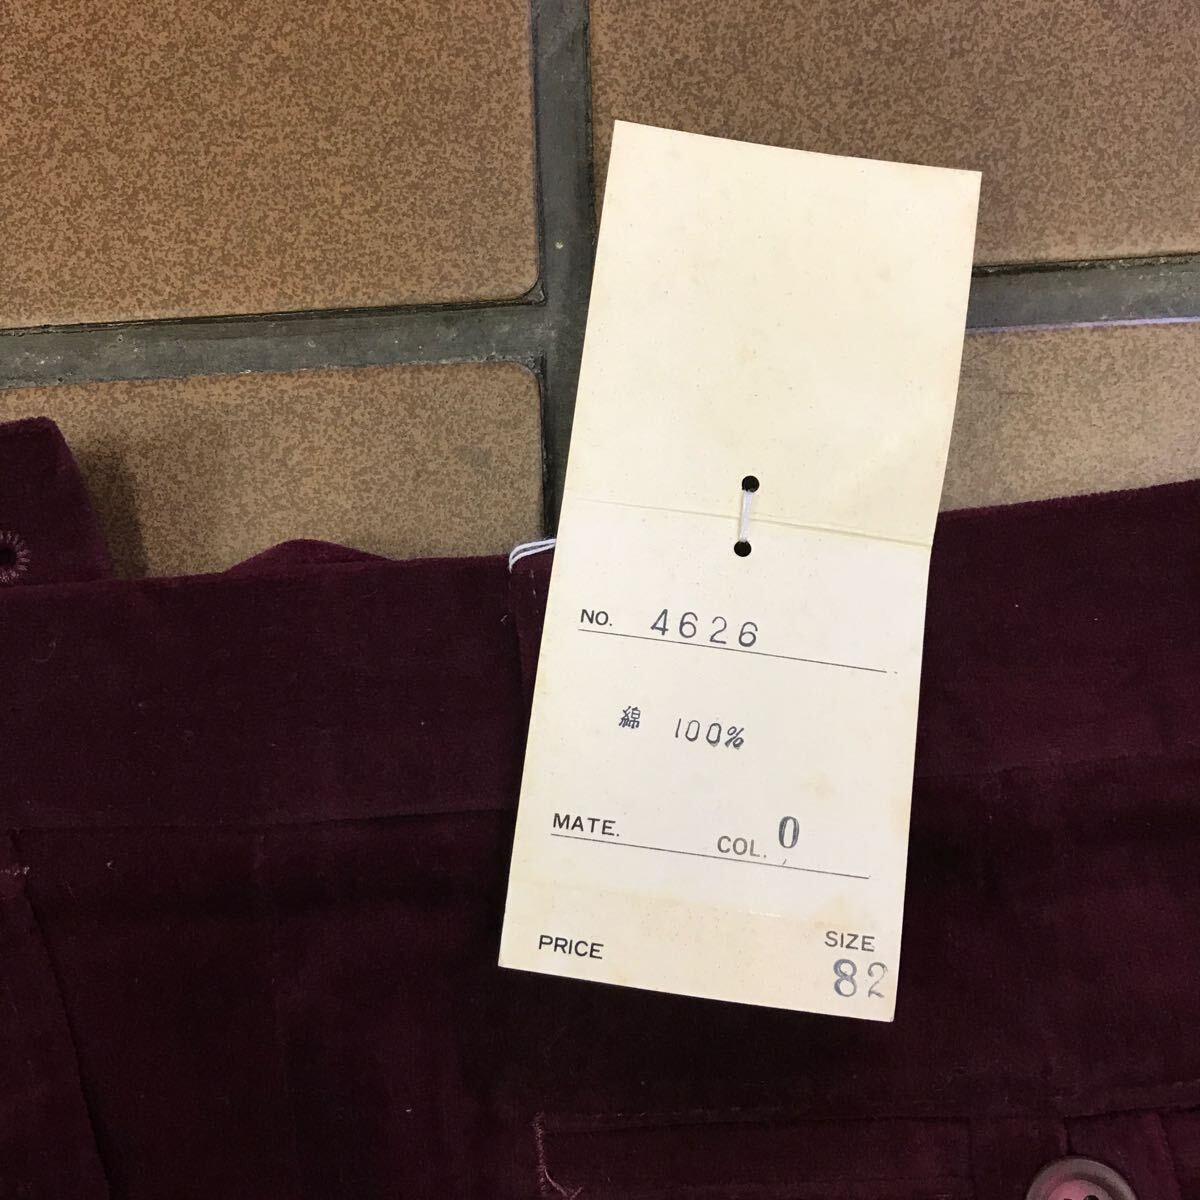 NO. 4626
綿 100%
MATE. COL. 0
PRICE SIZE
82